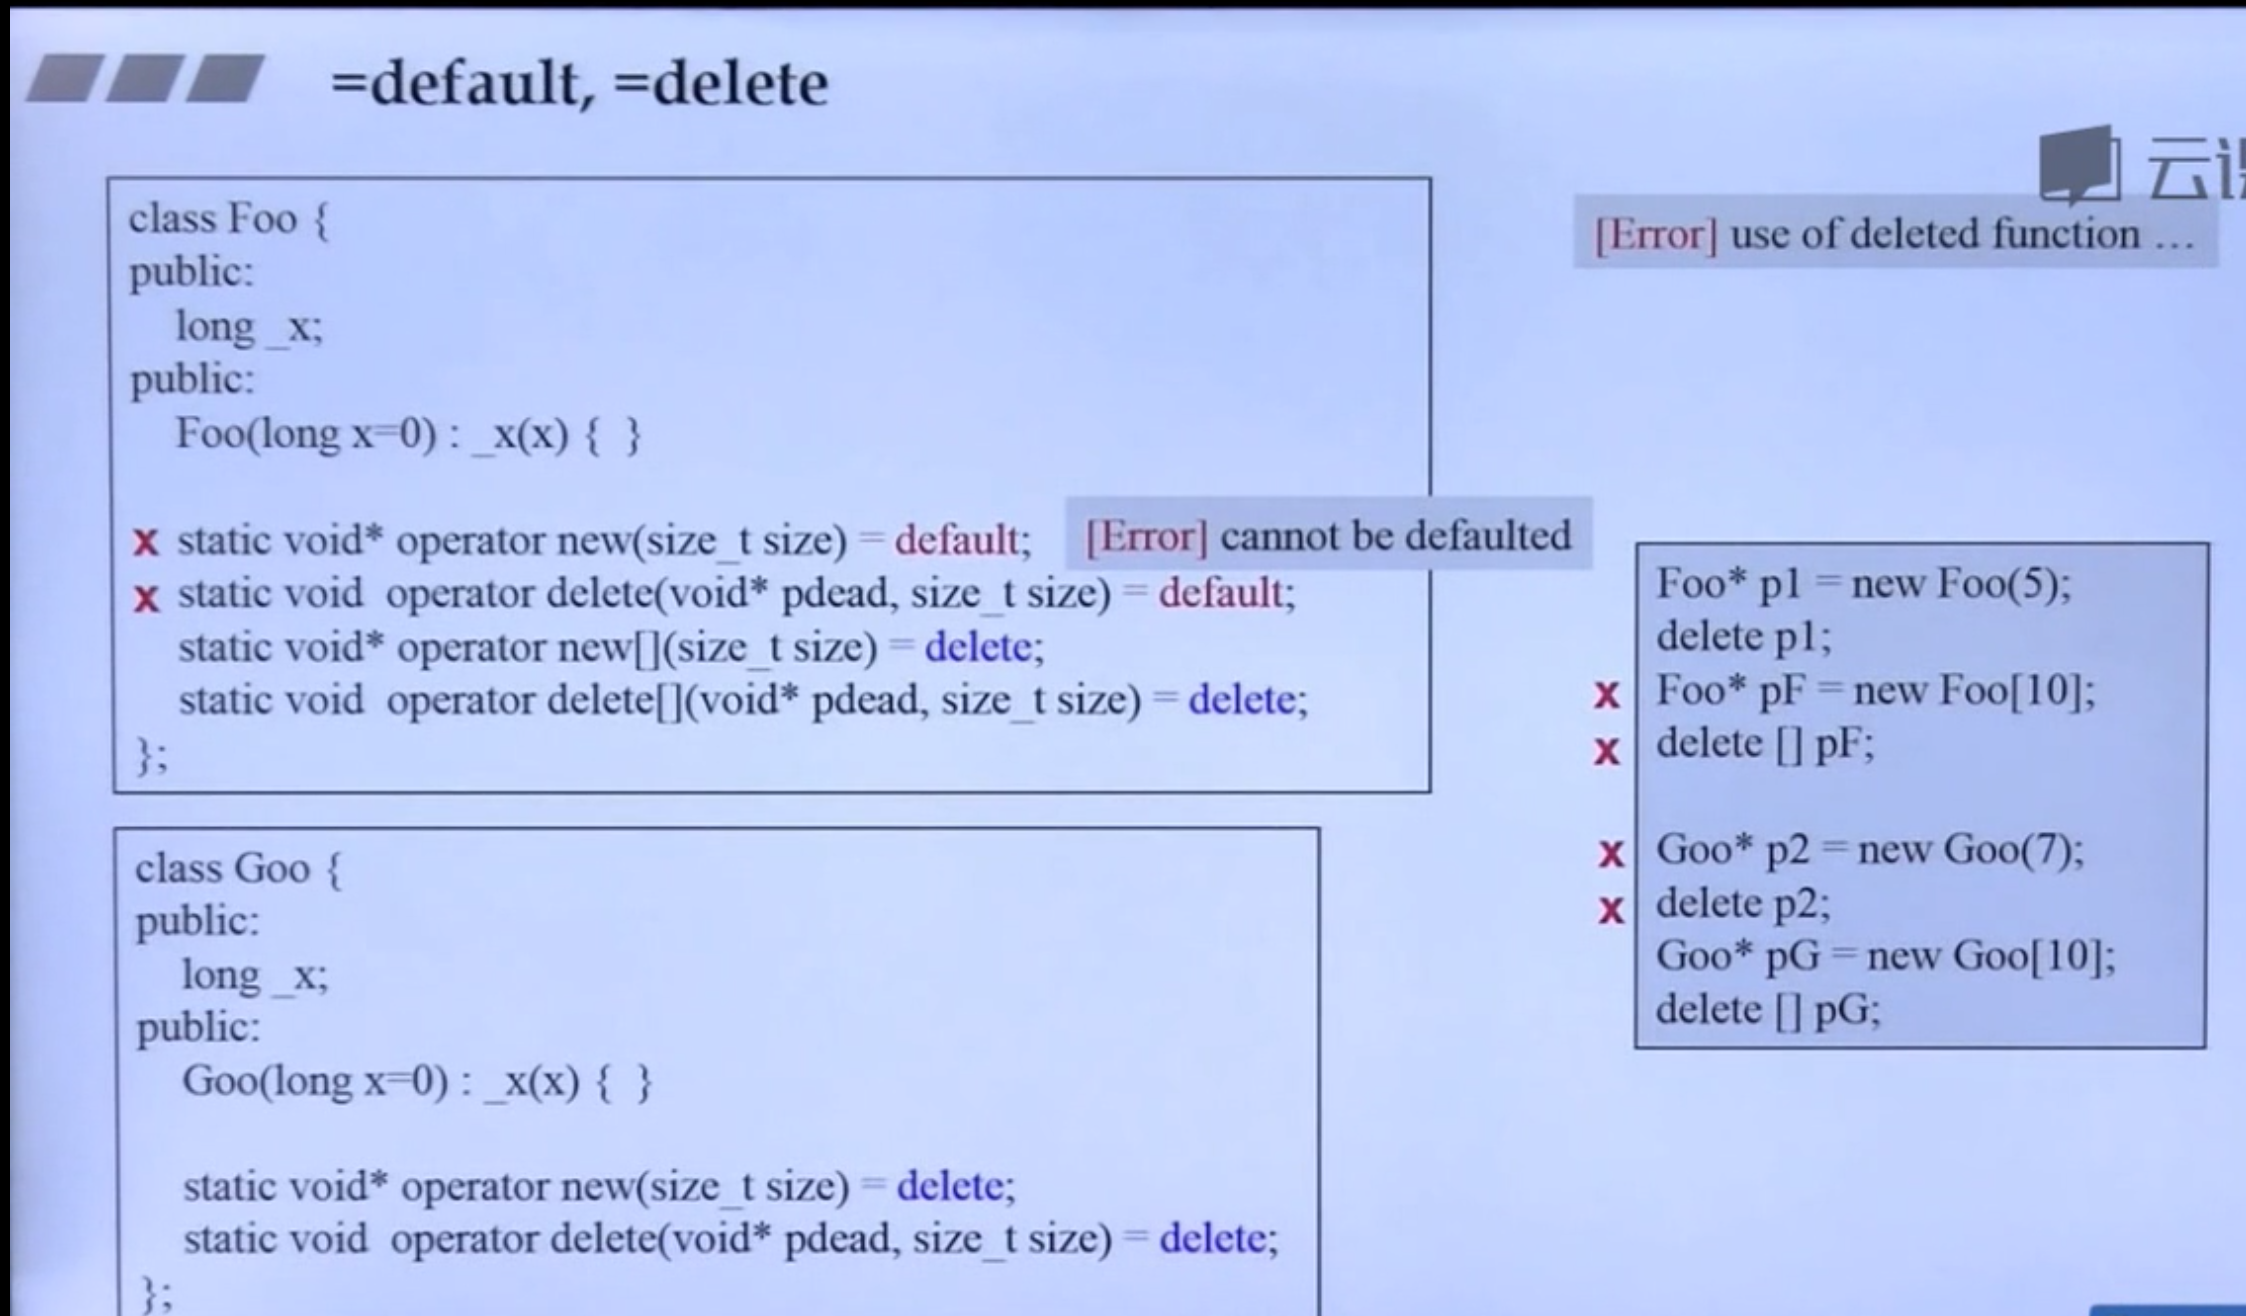 =default, =delete
云
[Error] use of deleted function ...
class Foo {
public:
long _x;
public:
Foo(long x=0) : _x(x) { }
x static void* operator new(size_t size) = default; [Error] cannot be defaulted
x static void operator delete(void* pdead, size_t size) = default;
static void* operator new[](size_t size) = delete;
static void operator delete[](void* pdead, size_t size) = delete;
};
Foo* p1 = new Foo(5);
delete p1;
x Foo* pF = new Foo[10];
x delete [] pF;
x Goo* p2 = new Goo(7);
x delete p2;
Goo* pG = new Goo[10];
delete [] pG;
class Goo {
public:
long _x;
public:
Goo(long x=0) : _x(x) { }
static void* operator new(size_t size) = delete;
static void operator delete(void* pdead, size_t size) = delete;
};